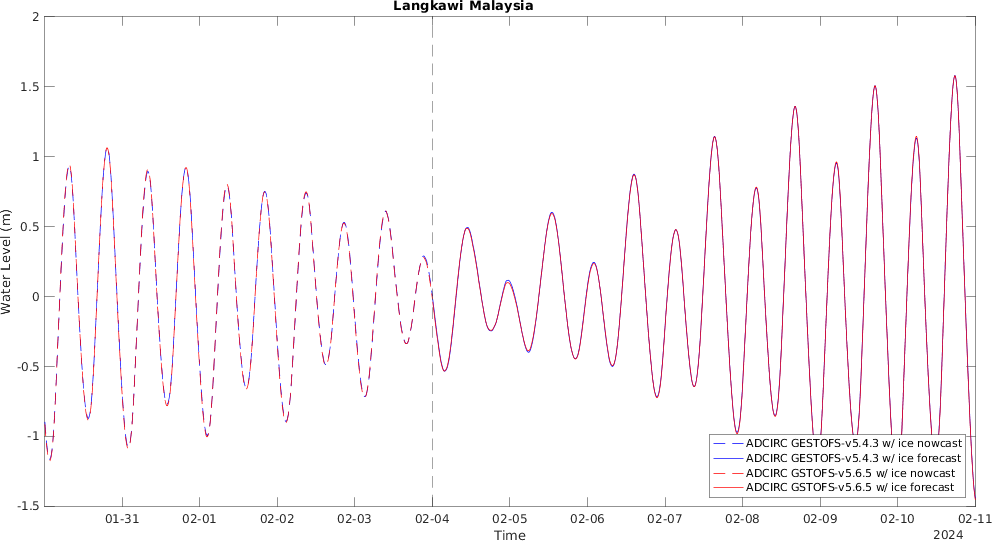 Langkawi Malaysia
2
1.5
1
0.5
0
-0.5
-1
-1.5
Water Level (m)
ADCIRC GESTOFS-v5.4.3 w/ ice nowcast
ADCIRC GESTOFS-v5.4.3 w/ ice forecast
ADCIRC GSTOFS-v5.6.5 w/ ice nowcast
ADCIRC GSTOFS-v5.6.5 w/ ice forecast
01-31 02-01 02-02 02-03 02-04 02-05 02-06 02-07 02-08 02-09 02-10 02-11
Time
2024